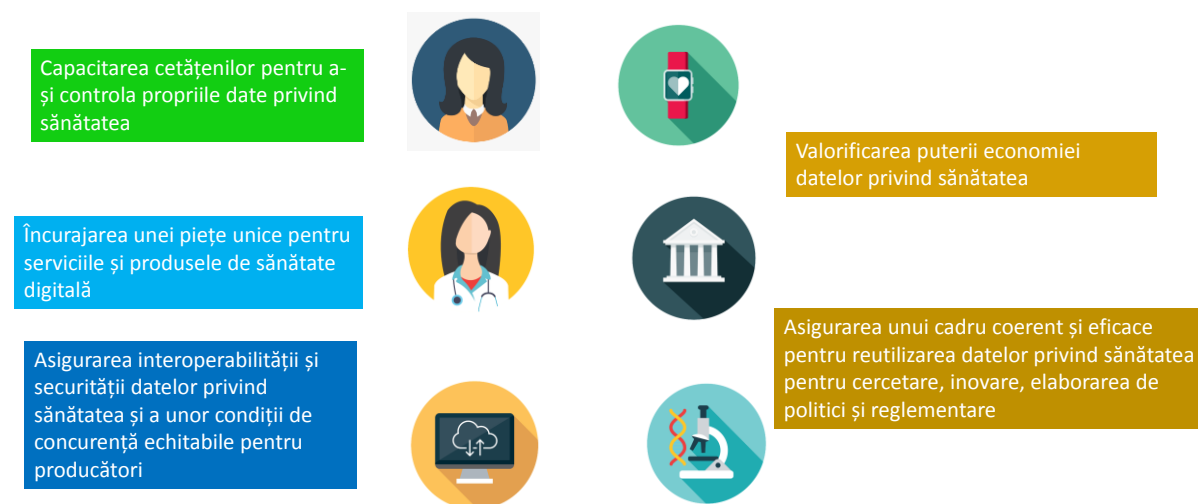 Capacitarea cetățenilor pentru a-
și controla propriile date privind
sănătatea
Încurajarea unei piețe unice pentru
serviciile și produsele de sănătate
digitală
Asigurarea interoperabilității și
securității datelor privind
sănătatea și a unor condiții de
concurență echitabile pentru
producători
Valorificarea puterii economiei
datelor privind sănătatea
Asigurarea unui cadru coerent și eficace
pentru reutilizarea datelor privind sănătatea
pentru cercetare, inovare, elaborarea de
politici și reglementare